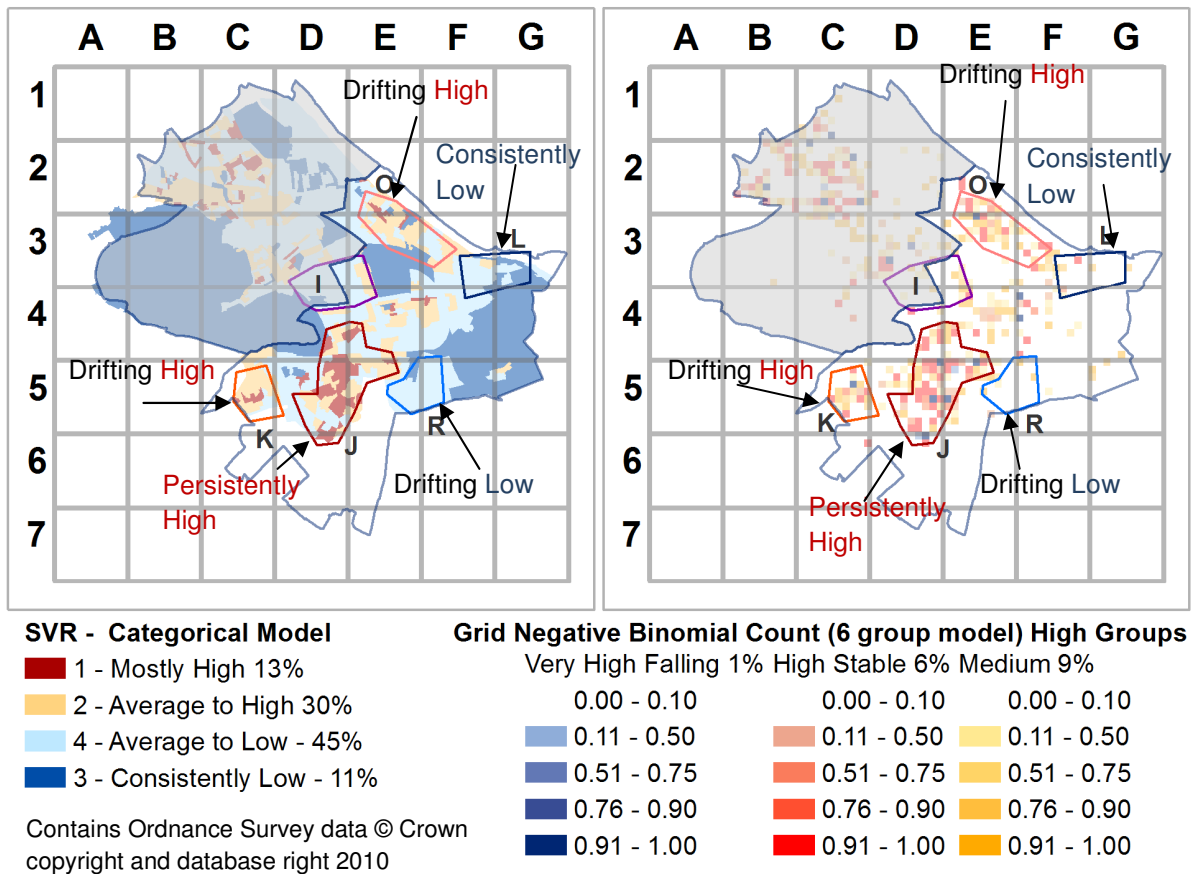 A B C D E F G
1
2
3
4
5
6
7
Drifting High
Consistently
Low
O
L
I
Drifting High
K
J
R
Persistently
High
Drifting Low
A B C D E F G
1
2
3
4
5
6
7
Drifting High
Consistently
Low
O
L
I
Drifting High
K
J
R
Persistently
High
Drifting Low
SVR - Categorical Model
1 - Mostly High 13%
2 - Average to High 30%
4 - Average to Low - 45%
3 - Consistently Low - 11%
Contains Ordnance Survey data © Crown
copyright and database right 2010
Grid Negative Binomial Count (6 group model) High Groups
Very High Falling 1% High Stable 6% Medium 9%
0.00 - 0.10 0.00 - 0.10 0.00 - 0.10
0.11 - 0.50 0.11 - 0.50 0.11 - 0.50
0.51 - 0.75 0.51 - 0.75 0.51 - 0.75
0.76 - 0.90 0.76 - 0.90 0.76 - 0.90
0.91 - 1.00 0.91 - 1.00 0.91 - 1.00